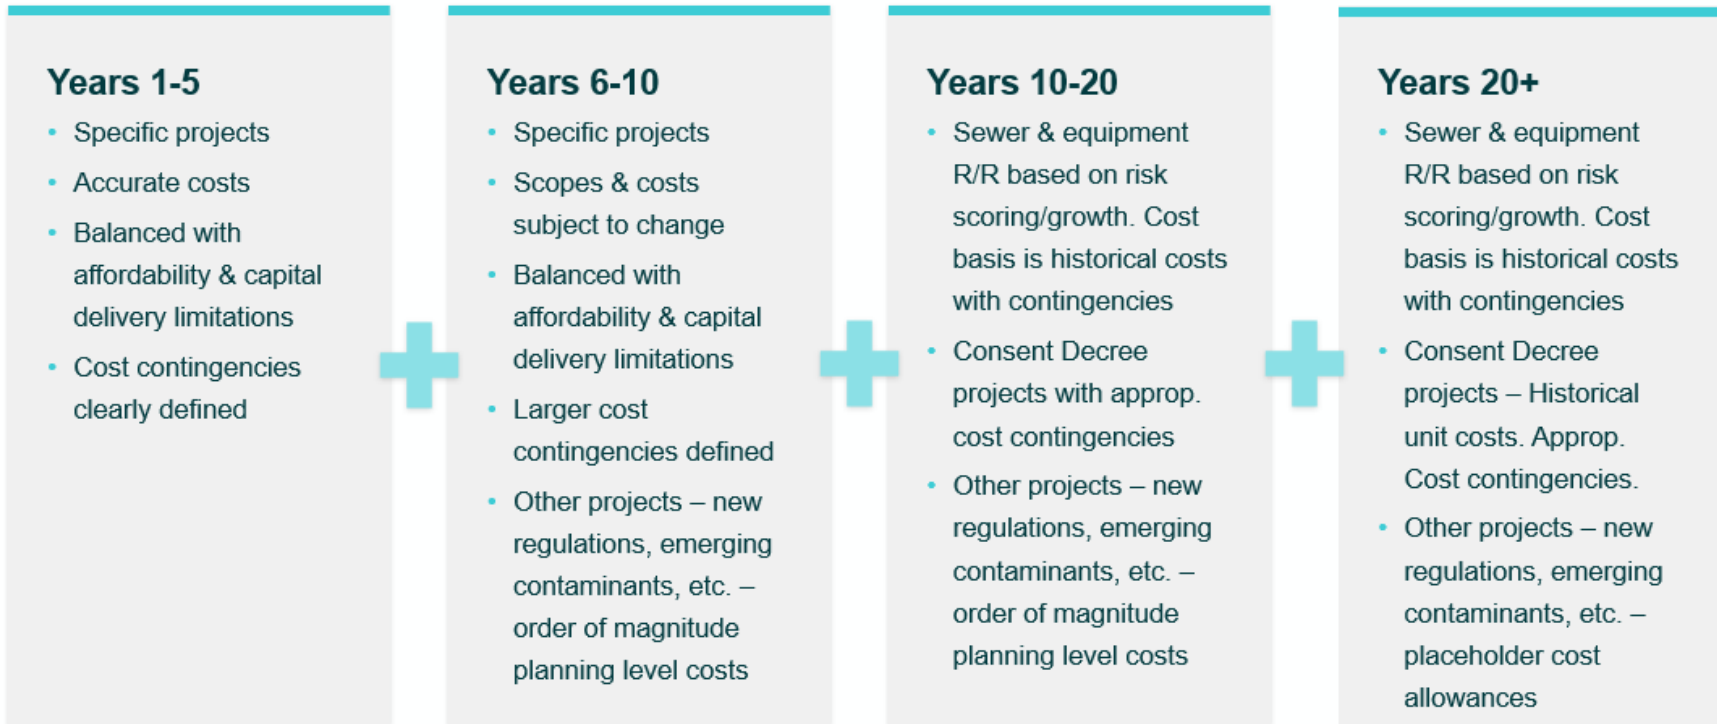 Years 1-5
• Specific projects
• Accurate costs
• Balanced with
affordability & capital
delivery limitations
• Cost contingencies
clearly defined
Years 6-10
• Specific projects
• Scopes & costs
subject to change
• Balanced with
affordability & capital
delivery limitations
• Larger cost
contingencies defined
• Other projects – new
regulations, emerging
contaminants, etc. –
order of magnitude
planning level costs
Years 10-20
• Sewer & equipment
R/R based on risk
scoring/growth. Cost
basis is historical costs
with contingencies
• Consent Decree
projects with approp.
cost contingencies
• Other projects – new
regulations, emerging
contaminants, etc. –
order of magnitude
planning level costs
Years 20+
• Sewer & equipment
R/R based on risk
scoring/growth. Cost
basis is historical costs
with contingencies
• Consent Decree
projects – Historical
unit costs. Approp.
Cost contingencies.
• Other projects – new
regulations, emerging
contaminants, etc. –
placeholder cost
allowances